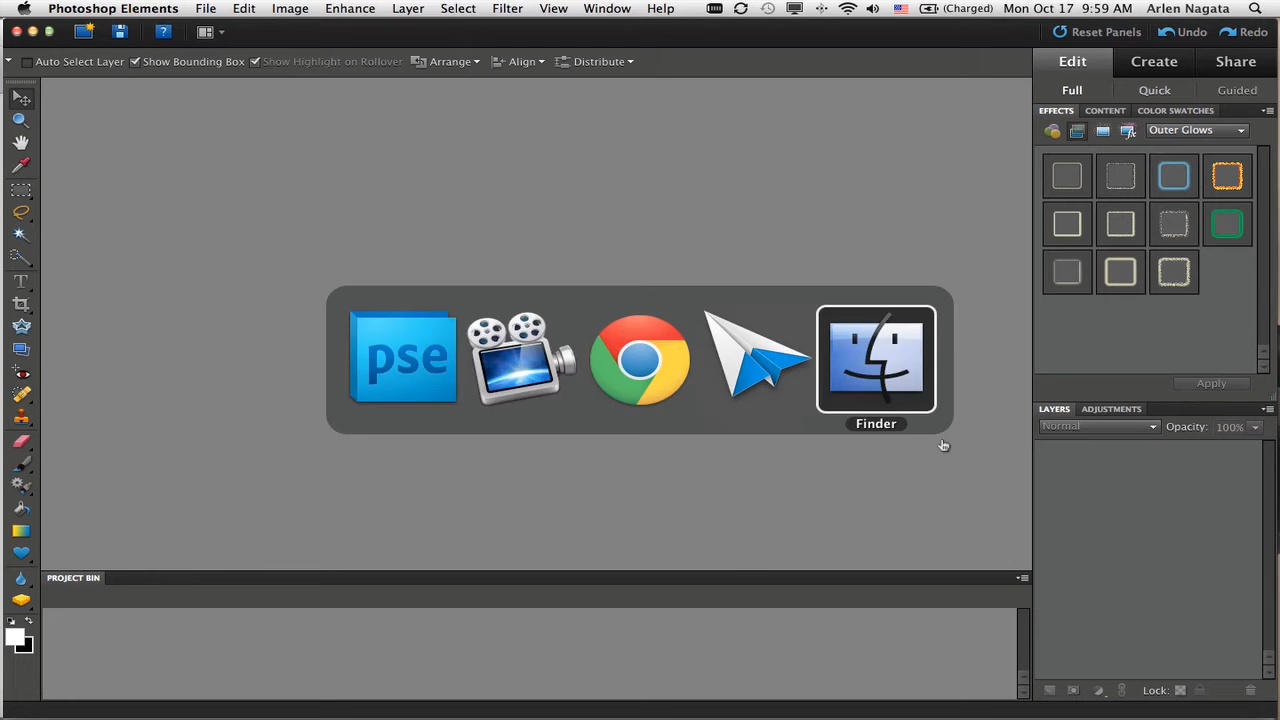 Photoshop Elements File Edit Image Enhance Layer Select Filter View Window Help (Charged) Mon Oct 17 9:59 AM Arlen Nagata
Reset Panels Undo Redo
Auto Select Layer Show Bounding Box Show Highlight on Rollover Arrange Align Distribute
Edit Create Share
Full Quick Guided
EFFECTS CONTENT COLOR SWATCHES
Outer Glows
pse
Finder
Apply
LAYERS ADJUSTMENTS
Normal Opacity: 100%
PROJECT BIN
Lock: